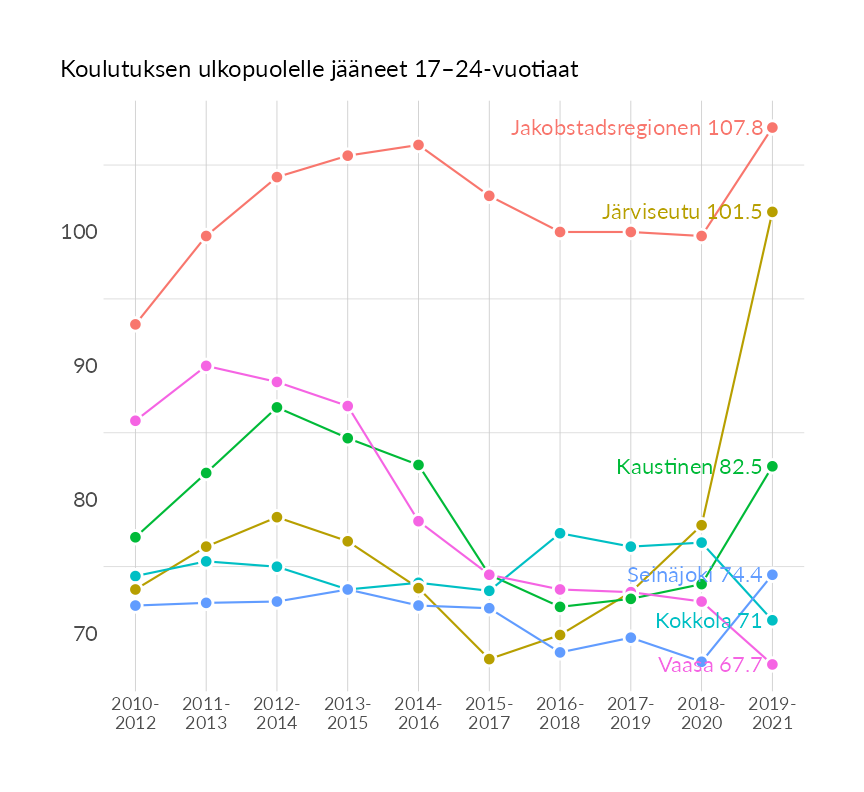 Koulutuksen ulkopuolelle jääneet 17–24-vuotiaat
Jakobstadsregionen 107.8
Järviseutu 101.5
100
90
Kaustinen 82.5
80
Seinäjoki 74.4
Kokkola 71
70
Vaasa 67.7
2010- 2011- 2012- 2013- 2014- 2015- 2016- 2017- 2018- 2019-
2012 2013 2014 2015 2016 2017 2018 2019 2020 2021